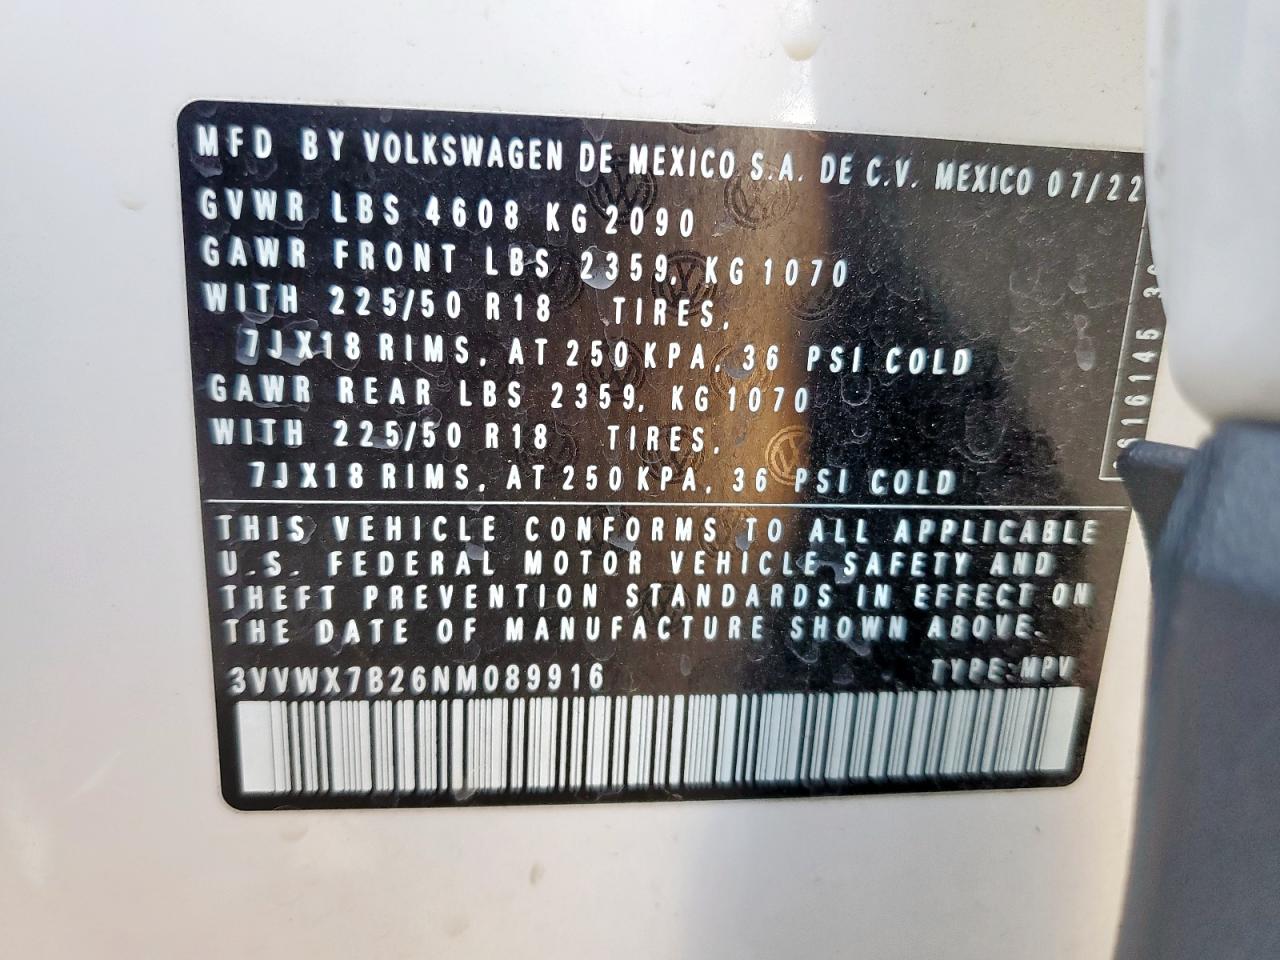 MFD BY VOLKSWAGEN DE MEXICO S.A. DE C.V. MEXICO 07/22
GVWR LBS 4608 KG 2090
GAWR FRONT LBS 2359, KG 1070
WITH 225/50 R18 TIRES,
7JX18 RIMS, AT 250 KPA, 36 PSI COLD
GAWR REAR LBS 2359, KG 1070
WITH 225/50 R18 TIRES,
7JX18 RIMS, AT 250 KPA, 36 PSI COLD
THIS VEHICLE CONFORMS TO ALL APPLICABLE
U.S. FEDERAL MOTOR VEHICLE SAFETY AND
THEFT PREVENTION STANDARDS IN EFFECT ON
THE DATE OF MANUFACTURE SHOWN ABOVE.
3VVWX7B26NM089916 TYPE:MPV